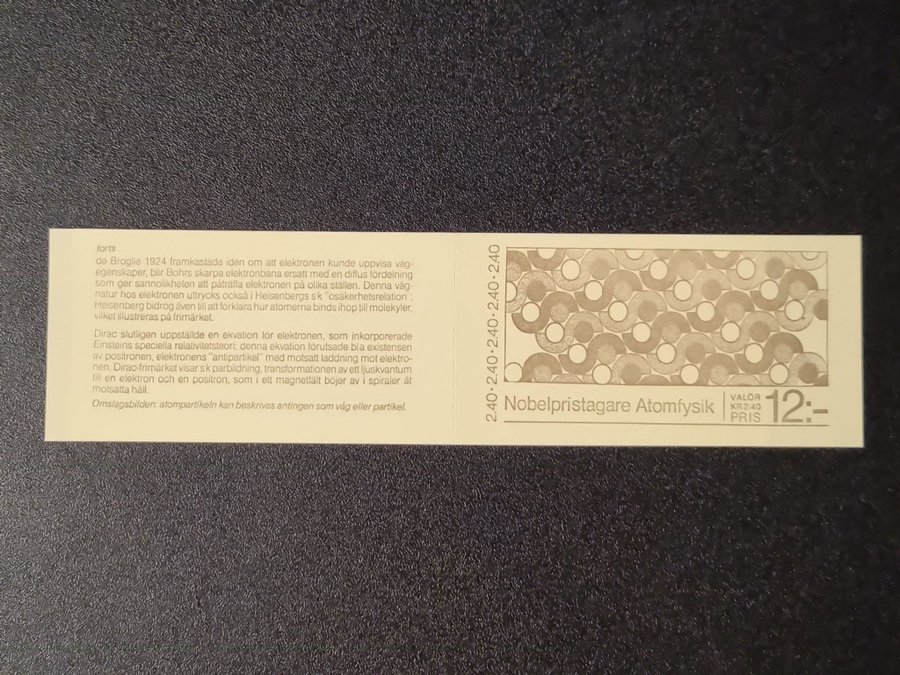 forts
de Broglie 1924 framkastade idén om att elektronen kunde uppvisa våg-
egenskaper, blir Bohrs skarpa elektronbana ersatt med en diffus fördelning
som ger sannolikheten att påträffa elektronen på olika ställen. Denna våg-
natur hos elektronen uttrycks också i Heisenbergs s k "osäkerhetsrelation";
Heisenberg bidrog även till att förklara hur atomerna binds ihop till molekyler,
vilket illustreras på frimärket.
Dirac slutligen uppställde en ekvation för elektronen, som inkorporerade
Einsteins speciella relativitetsteori; denna ekvation förutsade bl a existensen
av positronen, elektronens "antipartikel" med motsatt laddning mot elektro-
nen. Dirac-frimärket visar s k parbildning, transformationen av ett ljuskvantum
till en elektron och en positron, som i ett magnetfält böjer av i spiraler åt
motsatta håll.
Omslagsbilden: atompartikeln kan beskrivas antingen som våg eller partikel.
2.40 • 2.40 • 2.40 • 2.40 • 2.40
Nobelpristagare Atomfysik
VALÖR
KR 2:40
PRIS 12:-